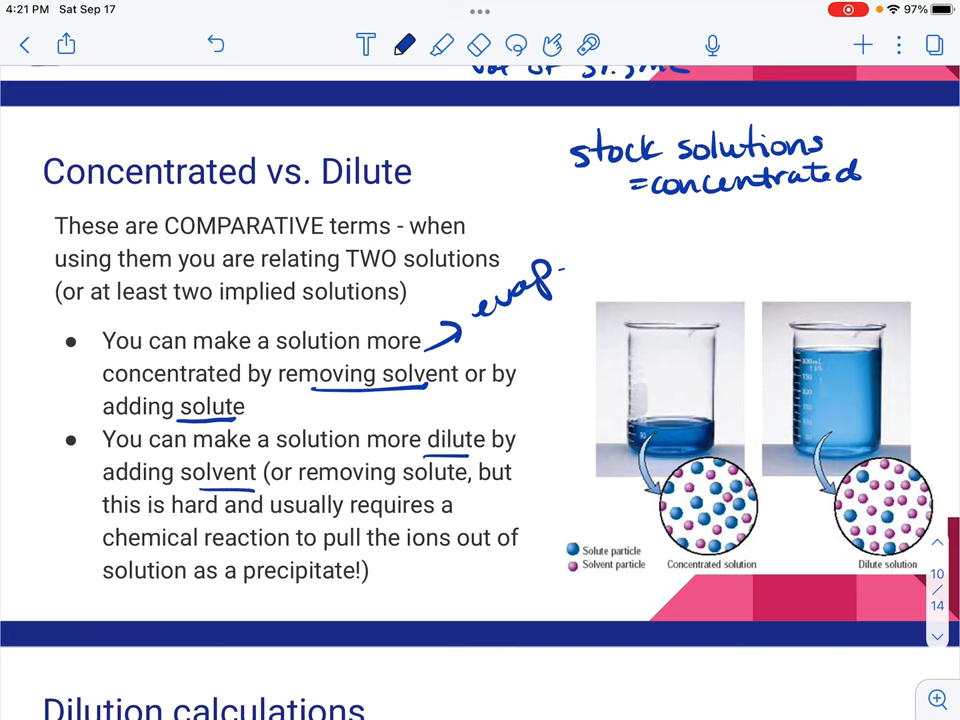 4:21 PM Sat Sep 17
97%
stock solutions
=concentrated
Concentrated vs. Dilute
These are COMPARATIVE terms - when
using them you are relating TWO solutions
(or at least two implied solutions)
evap.
● You can make a solution more
concentrated by removing solvent or by
adding solute
● You can make a solution more dilute by
adding solvent (or removing solute, but
this is hard and usually requires a
chemical reaction to pull the ions out of
solution as a precipitate!)
Solute particle
Solvent particle
Concentrated solution
Dilute solution
10
/
14
Dilution calculations